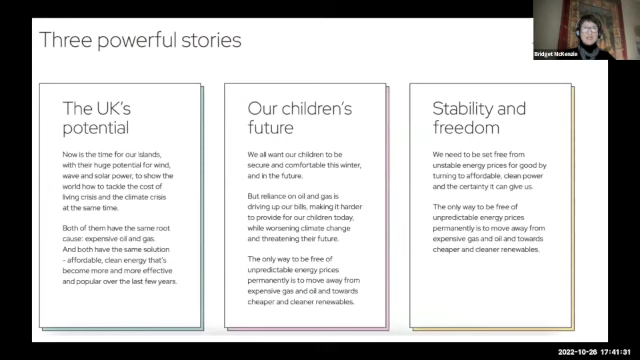 Three powerful stories
Bridget McKenzie
The UK's
potential
Now is the time for our islands,
with their huge potential for wind,
wave and solar power, to show the
world how to tackle the cost of
living crisis and the climate crisis
at the same time.
Both of them have the same root
cause: expensive oil and gas.
And both have the same solution
- affordable, clean energy that's
become more and more effective
and popular over the last few years.
Our children's
future
We all want our children to be
secure and comfortable this winter,
and in the future.
But reliance on oil and gas is
driving up our bills, making it harder
to provide for our children today,
while worsening climate change
and threatening their future.
The only way to be free of
unpredictable energy prices
permanently is to move away from
expensive gas and oil and towards
cheaper and cleaner renewables.
Stability and
freedom
We need to be set free from
unstable energy prices for good by
turning to affordable, clean power
and the certainty it can give us.
The only way to be free of
unpredictable energy prices
permanently is to move away from
expensive gas and oil and towards
cheaper and cleaner renewables.
2022-10-26 17:41:31